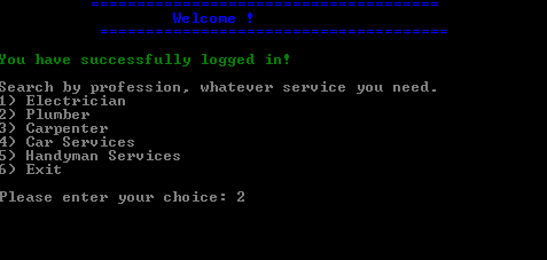 ======================================
Welcome !
======================================
You have successfully logged in!
Search by profession, whatever service you need.
1) Electrician
2) Plumber
3) Carpenter
4) Car Services
5) Handyman Services
6) Exit
Please enter your choice: 2